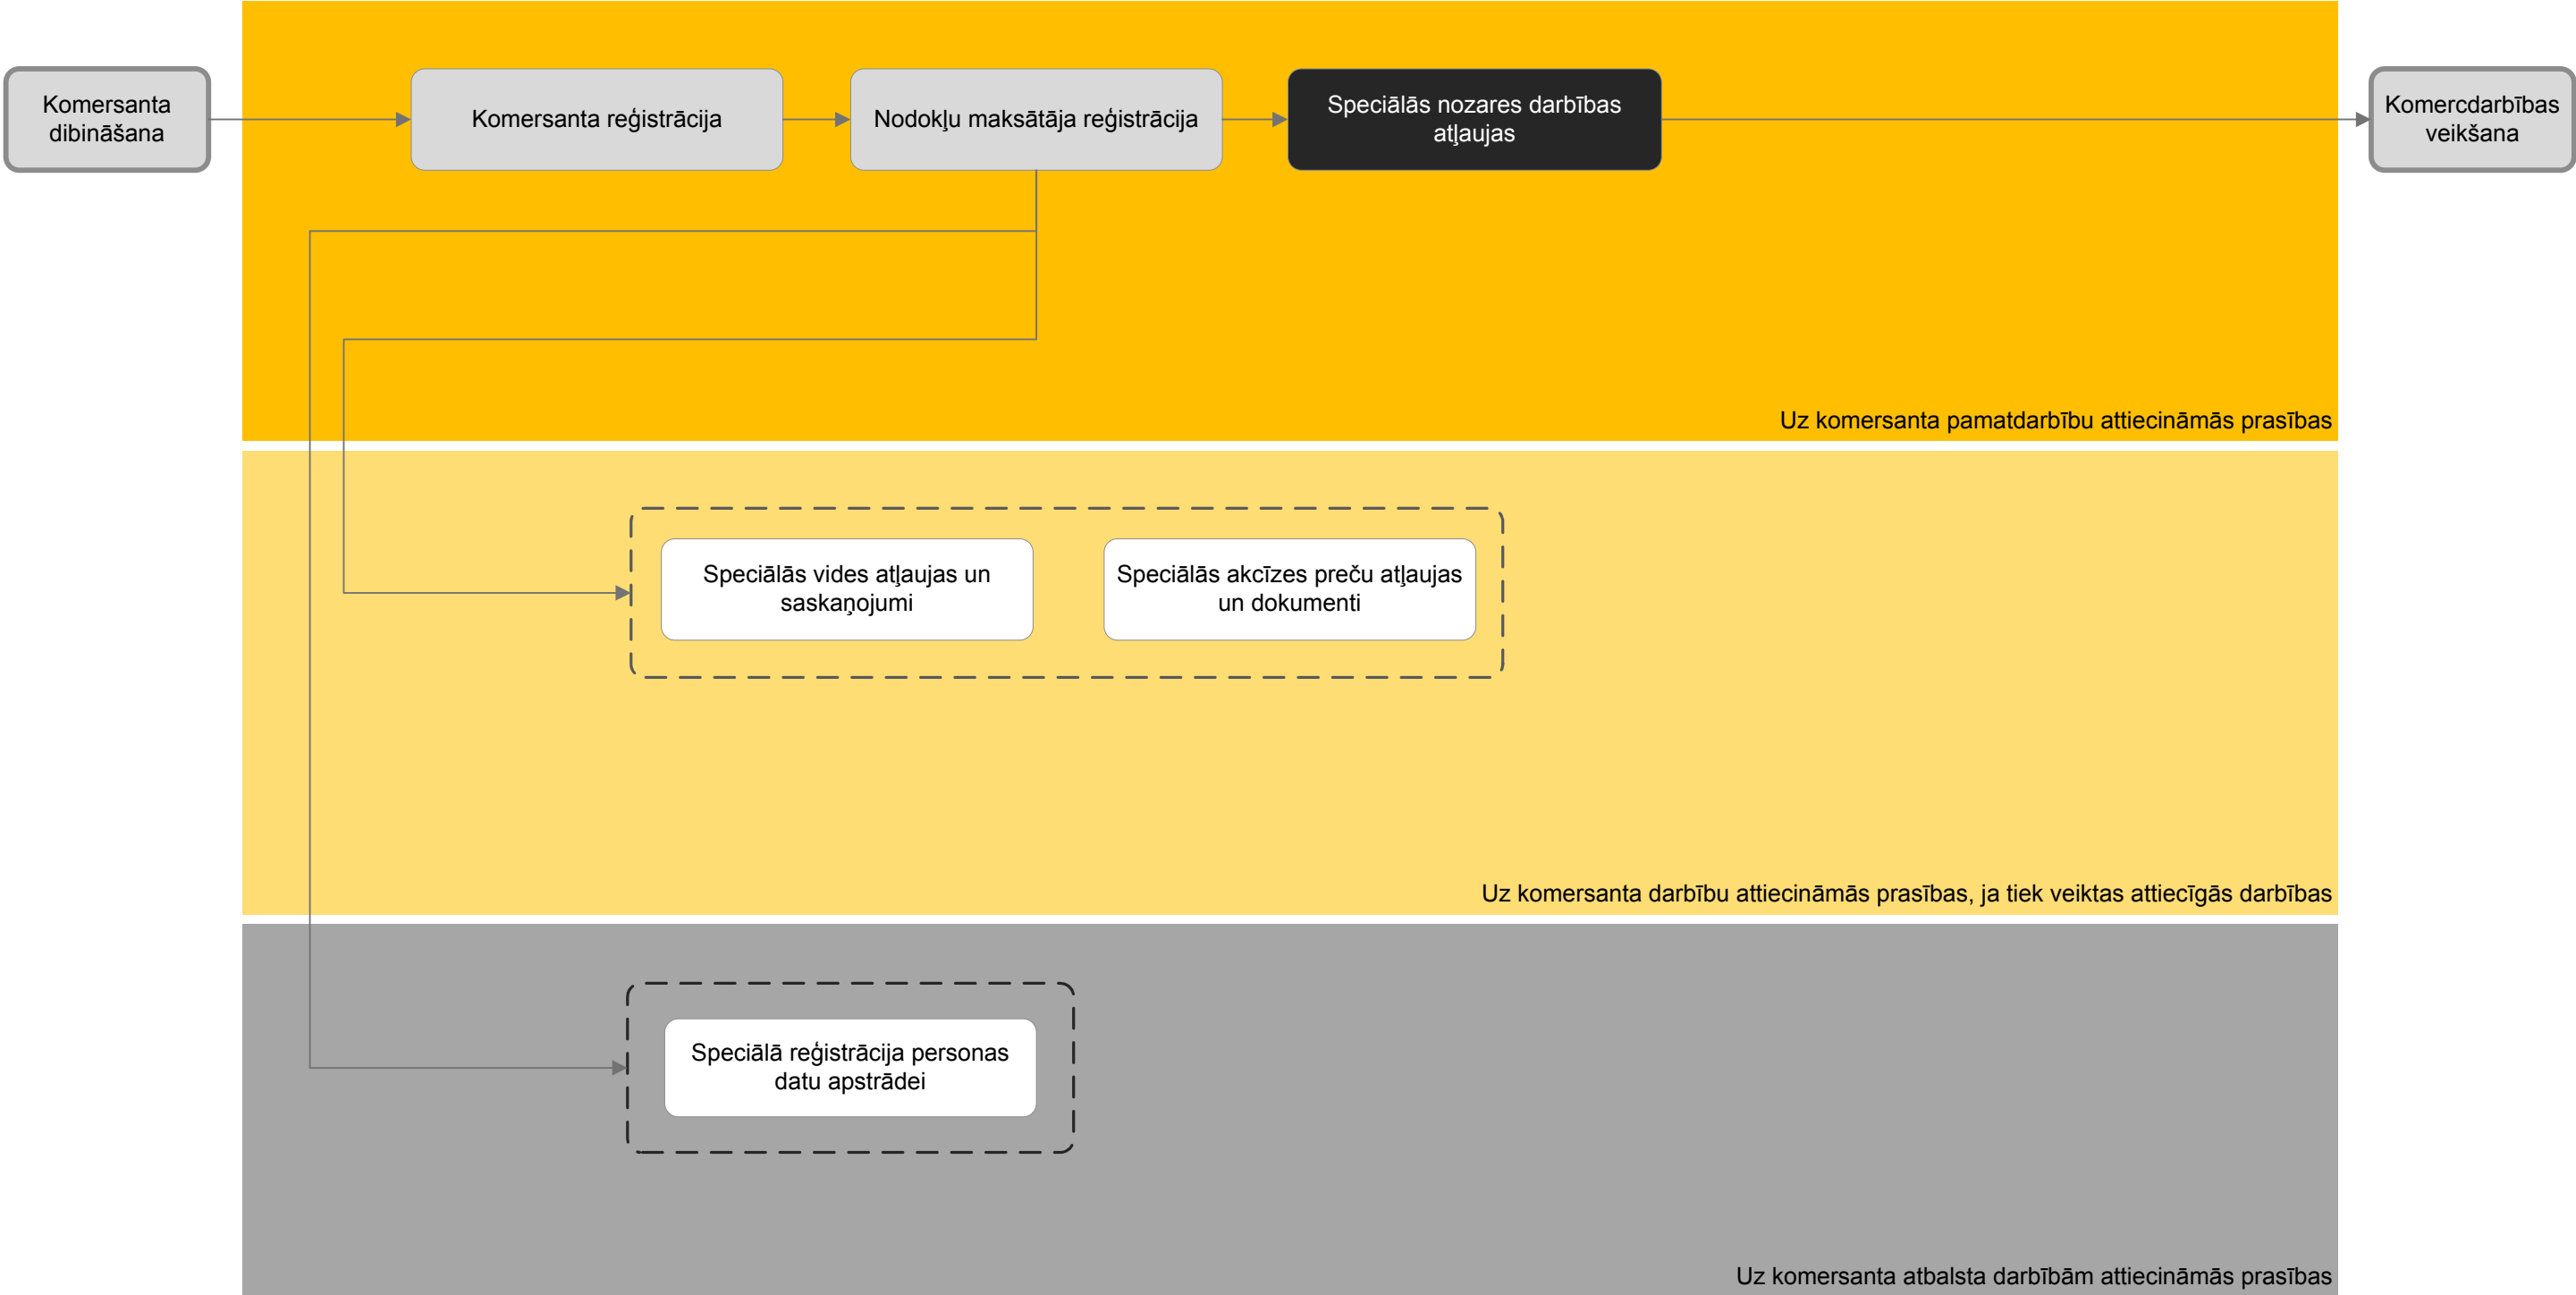 Komersanta
dibināšana
Komersanta reģistrācija
Nodokļu maksātāja reģistrācija
Speciālās nozares darbības
atļaujas
Komercdarbības
veikšana
Uz komersanta pamatdarbību attiecināmās prasības
Speciālās vides atļaujas un
saskaņojumi
Speciālās akcīzes preču atļaujas
un dokumenti
Uz komersanta darbību attiecināmās prasības, ja tiek veiktas attiecīgās darbības
Speciālā reģistrācija personas
datu apstrādei
Uz komersanta atbalsta darbībām attiecināmās prasības